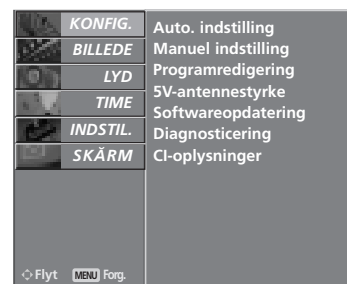 KONFIG.
BILLEDE
LYD
TIME
INDSTIL.
SKĂRM
Auto. indstilling
Manuel indstilling
Programredigering
5V-antennestyrke
Softwareopdatering
Diagnosticering
CI-oplysninger
Flyt MENU Forg.